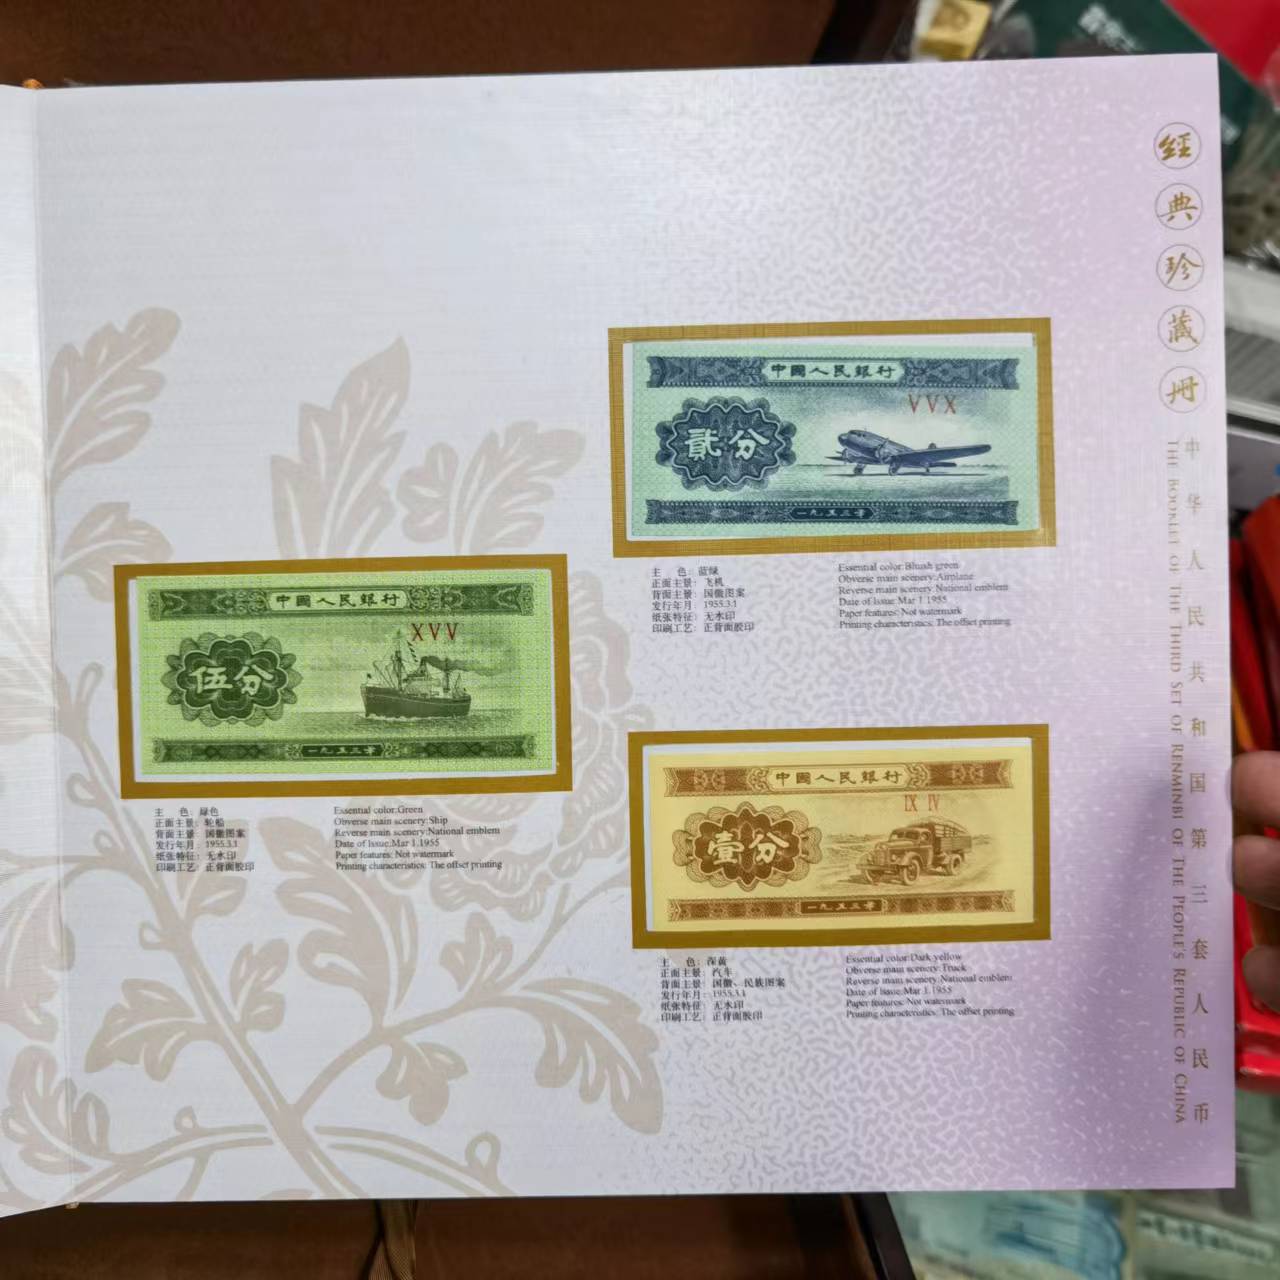 中國人民銀行
VVX
貳分
一九五三年
主 色：蓝绿
正面主景：飞机
背面主景：国徽图案
发行年月：1955.3.1
纸张特征：无水印
印刷工艺：正背面胶印
Essential color:Bluish green
Obverse main scenery:Airplane
Reverse main scenery:National emblem
Date of Issue:Mar 1.1955
Paper features: Not watermark
Printing characteristics: The offset printing
中國人民銀行
XVV
伍分
一九五三年
主 色：绿色
正面主景：轮船
背面主景：国徽图案
发行年月：1955.3.1
纸张特征：无水印
印刷工艺：正背面胶印
Essential color:Green
Obverse main scenery:Ship
Reverse main scenery:National emblem
Date of Issue:Mar 1.1955
Paper features: Not watermark
Printing characteristics: The offset printing
中國人民銀行
IX IV
壹分
一九五三年
主 色：深黄
正面主景：汽车
背面主景：国徽、民族图案
发行年月：1955.3.1
纸张特征：无水印
印刷工艺：正背面胶印
Essential color:Dark yellow
Obverse main scenery:Truck
Reverse main scenery:National emblem
Date of Issue:Mar 1.1955
Paper features: Not watermark
Printing characteristics: The offset printing
經典珍藏冊
中华人民共和国第三套人民币
THE BOOKLET OF THE THIRD SET OF RENMINBI OF THE PEOPLE'S REPUBLIC OF CHINA